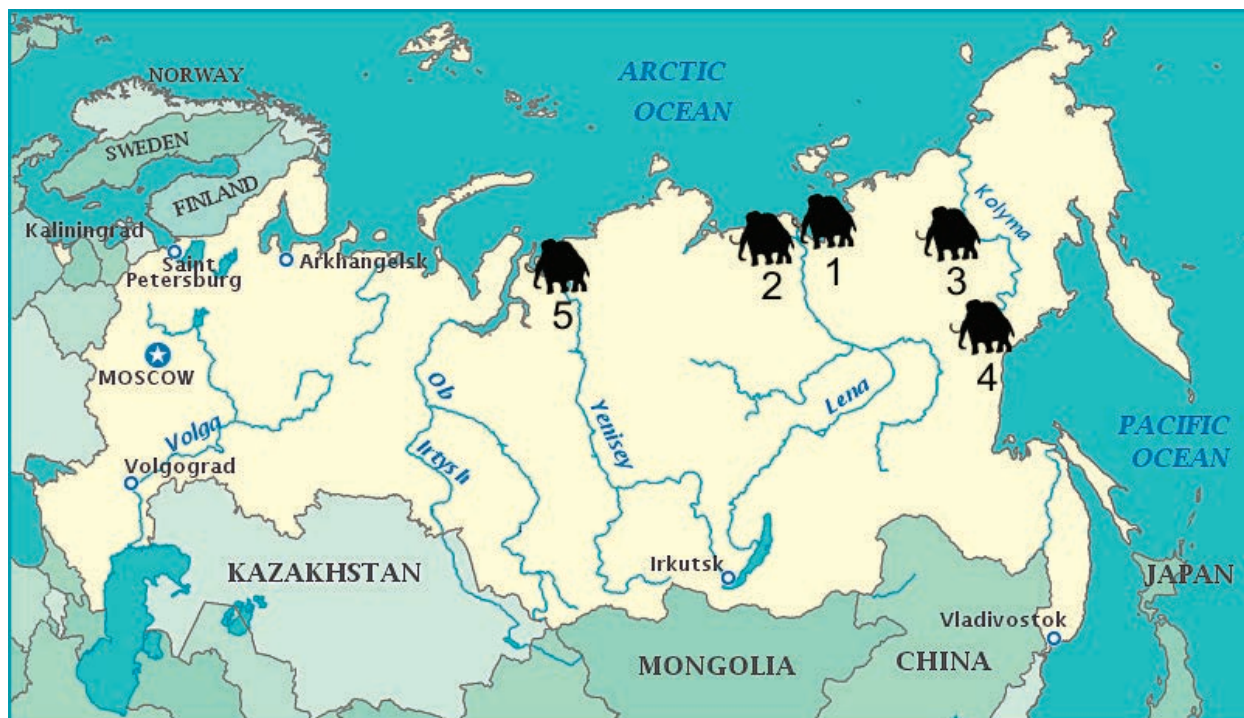 NORWAY
ARCTIC
OCEAN
SWEDEN
FINLAND
Kaliningrad
Saint
Petersburg
Arkhangelsk
Kolyma
1
2
3
5
4
MOSCOW
Ob
Lena
Yenisey
Volga
Irtysh
PACIFIC
OCEAN
Volgograd
KAZAKHSTAN
Irkutsk
JAPAN
Vladivostok
MONGOLIA
CHINA